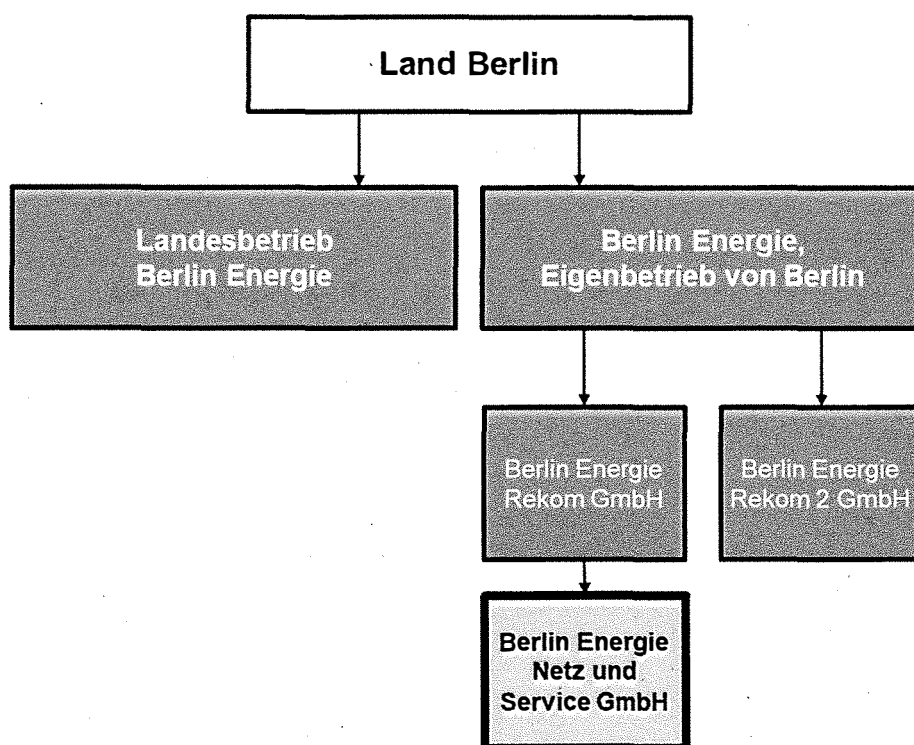 Land Berlin
Landesbetrieb
Berlin Energie
Berlin Energie,
Eigenbetrieb von Berlin
Berlin Energie
Rekom GmbH
Berlin Energie
Rekom 2 GmbH
Berlin Energie
Netz und
Service GmbH